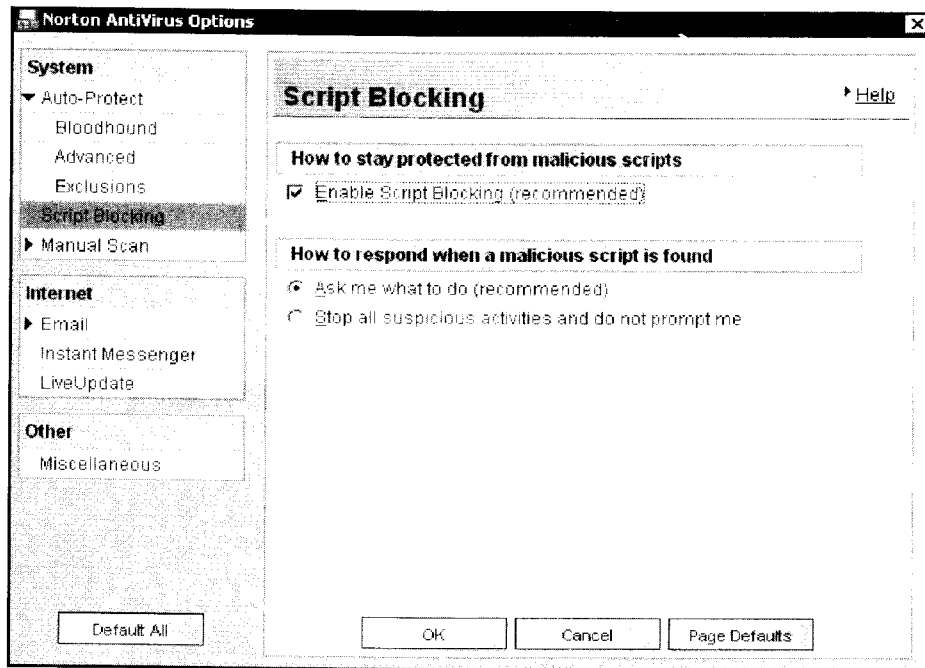 Norton AntiVirus Options
System
Auto-Protect
Bloodhound
Advanced
Exclusions
Script Blocking
Manual Scan
Internet
Email
Instant Messenger
LiveUpdate
Other
Miscellaneous
Default All
Script Blocking
Help
How to stay protected from malicious scripts
Enable Script Blocking (recommended)
How to respond when a malicious script is found
Ask me what to do (recommended)
Stop all suspicious activities and do not prompt me
OK
Cancel
Page Defaults